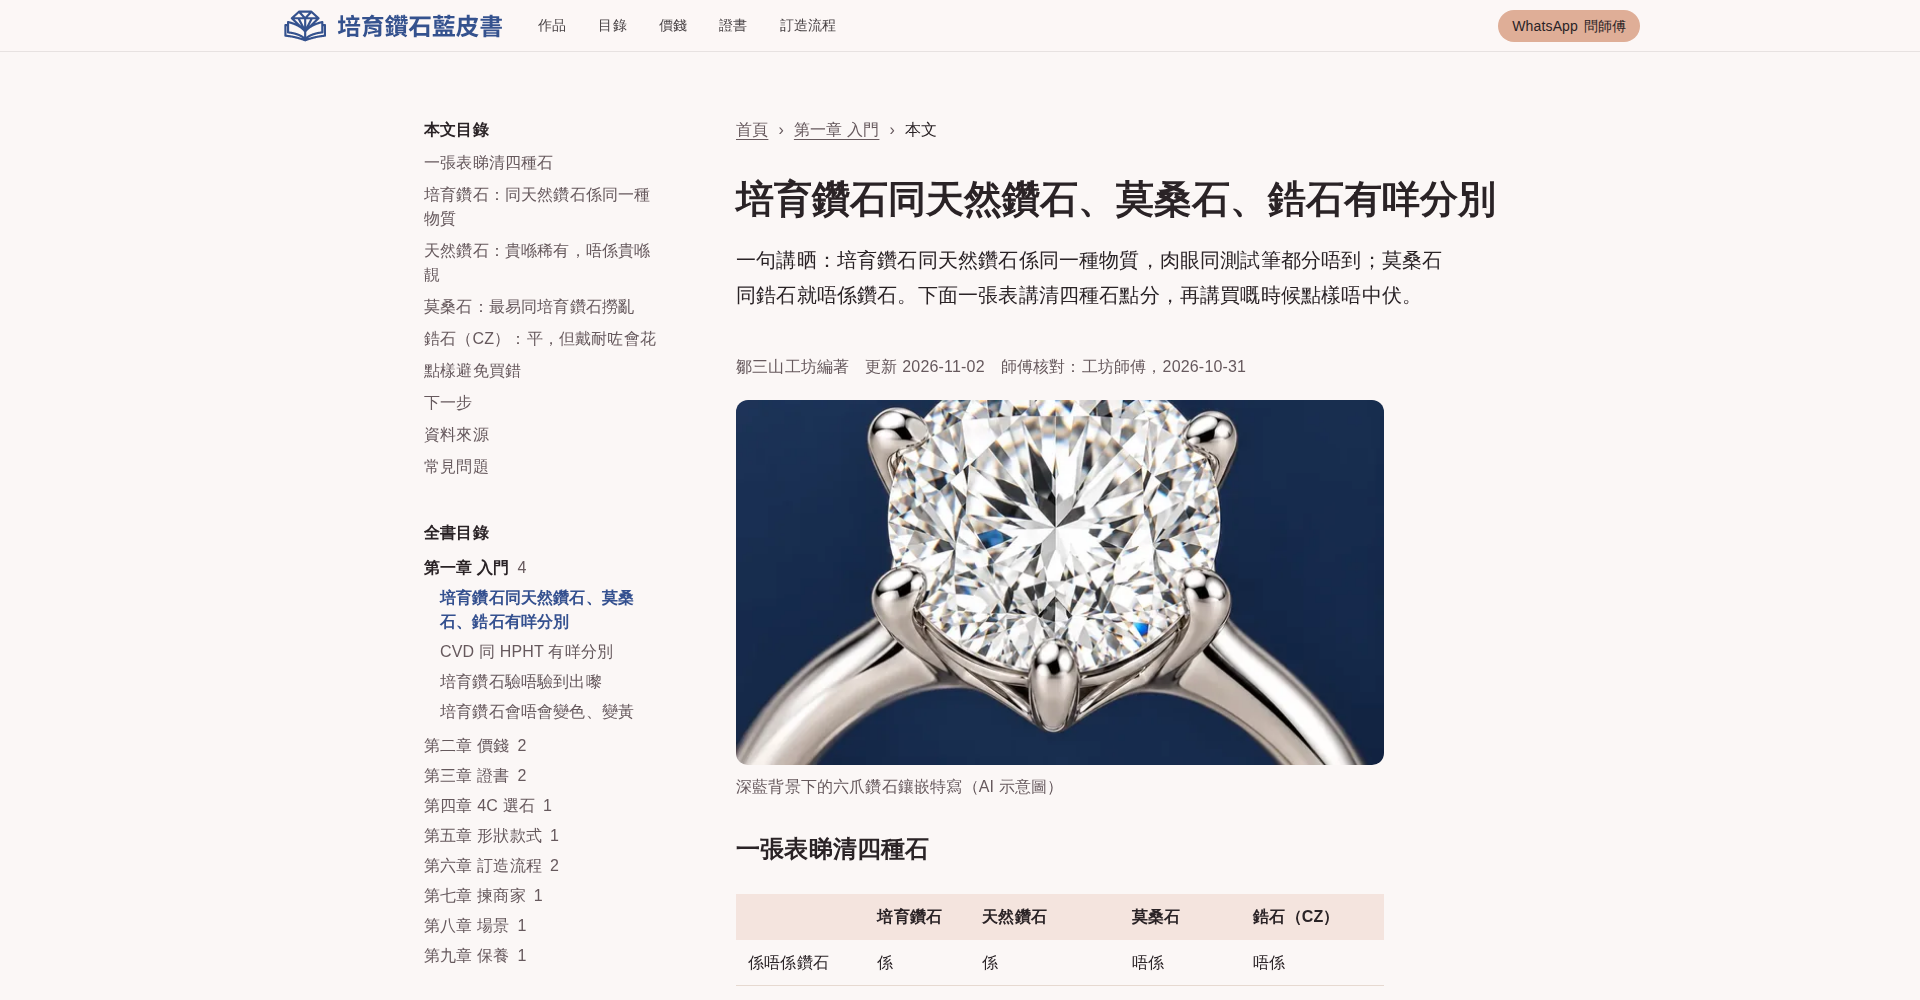 培育鑽石藍皮書
作品
目錄
價錢
證書
訂造流程
WhatsApp 問師傅
本文目錄
一張表睇清四種石
培育鑽石：同天然鑽石係同一種
物質
天然鑽石：貴喺稀有，唔係貴喺
靚
莫桑石：最易同培育鑽石撈亂
鋯石（CZ）：平，但戴耐咗會花
點樣避免買錯
下一步
資料來源
常見問題
全書目錄
第一章 入門 4
培育鑽石同天然鑽石、莫桑
石、鋯石有咩分別
CVD 同 HPHT 有咩分別
培育鑽石驗唔驗到出嚟
培育鑽石會唔會變色、變黃
第二章 價錢 2
第三章 證書 2
第四章 4C 選石 1
第五章 形狀款式 1
第六章 訂造流程 2
第七章 揀商家 1
第八章 場景 1
第九章 保養 1
首頁 › 第一章 入門 › 本文
培育鑽石同天然鑽石、莫桑石、鋯石有咩分別
一句講晒：培育鑽石同天然鑽石係同一種物質，肉眼同測試筆都分唔到；莫桑石
同鋯石就唔係鑽石。下面一張表講清四種石點分，再講買嘅時候點樣唔中伏。
鄒三山工坊編著 更新 2026-11-02 師傅核對：工坊師傅，2026-10-31
深藍背景下的六爪鑽石鑲嵌特寫（AI 示意圖）
一張表睇清四種石
培育鑽石 天然鑽石 莫桑石 鋯石（CZ）
係唔係鑽石 係 係 唔係 唔係